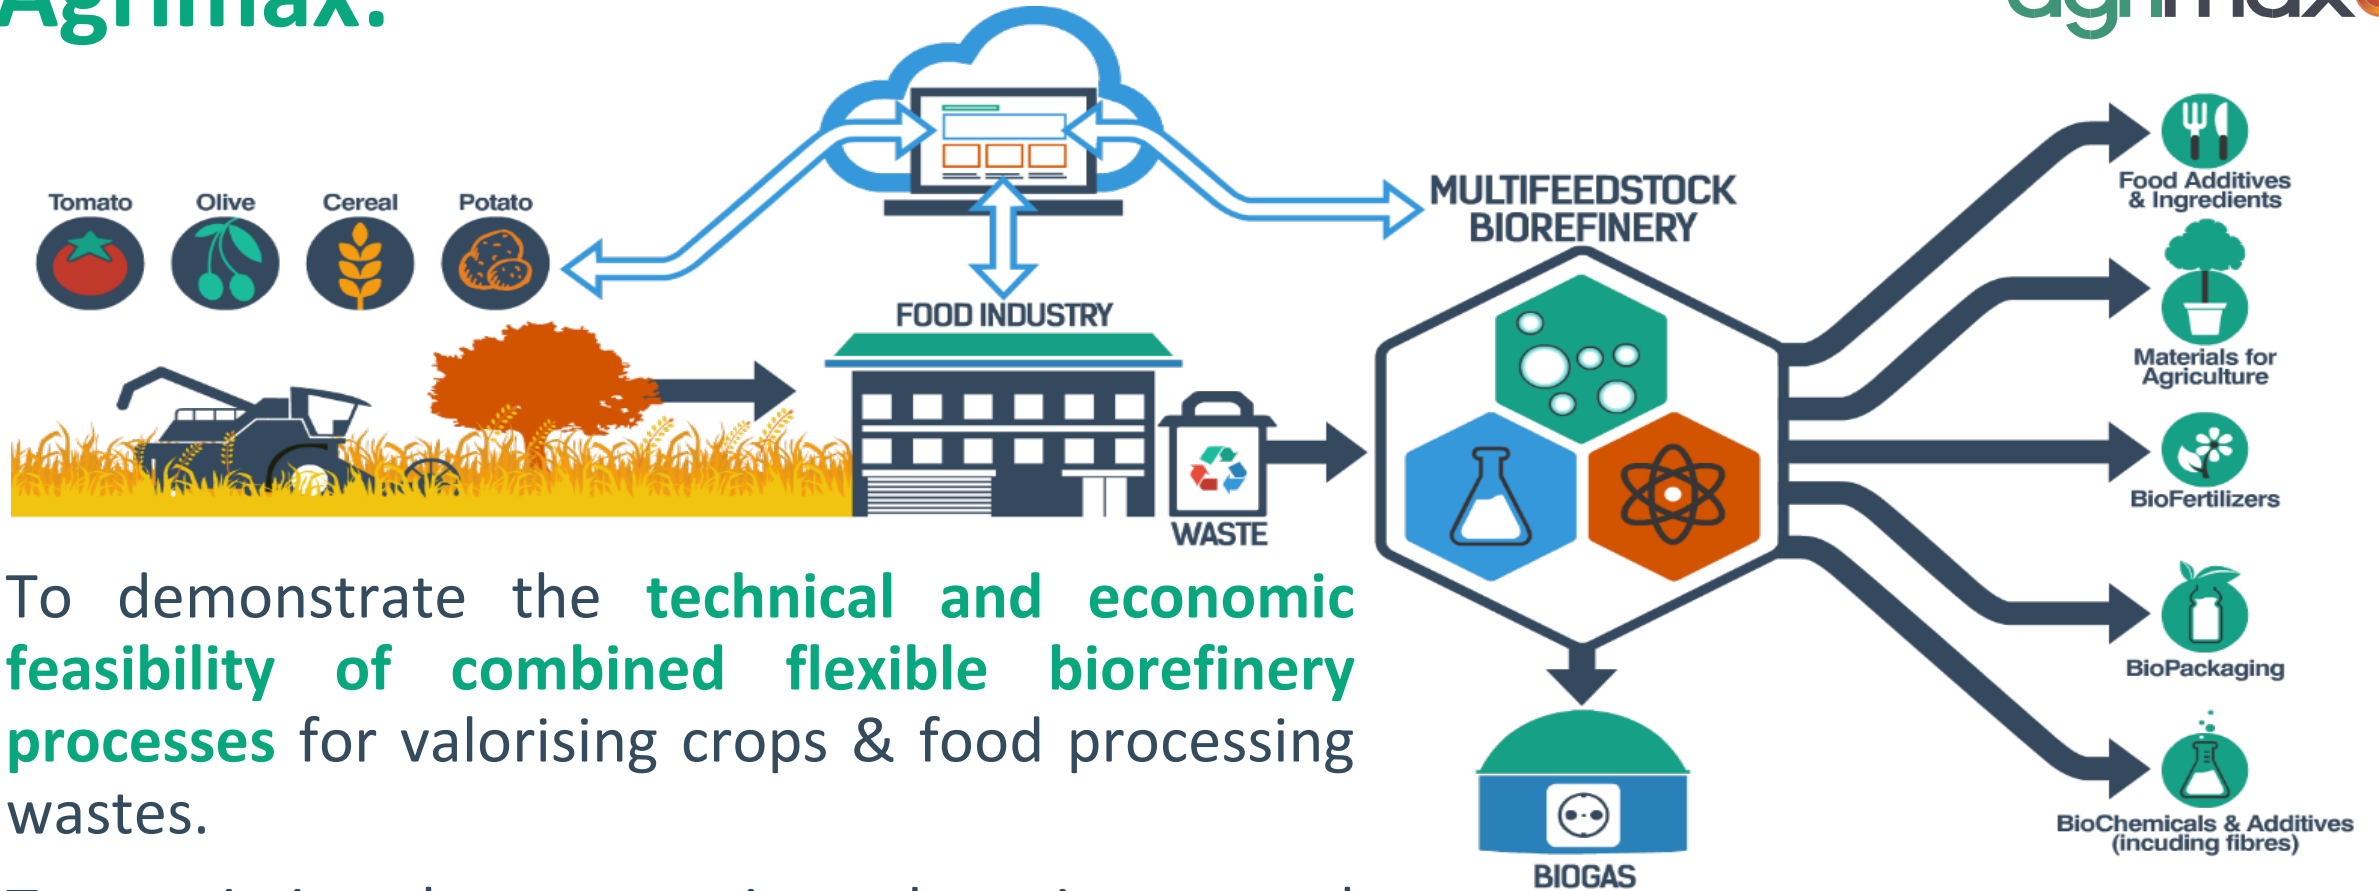 Agrimax:
agrimax
Tomato
Olive
Cereal
Potato
MULTIFEEDSTOCK
BIOREFINERY
FOOD INDUSTRY
WASTE
BIOGAS
Food Additives
& Ingredients
Materials for
Agriculture
BioFertilizers
BioPackaging
BioChemicals & Additives
(incuding fibres)
To demonstrate the technical and economic
feasibility of combined flexible biorefinery
processes for valorising crops & food processing
wastes.